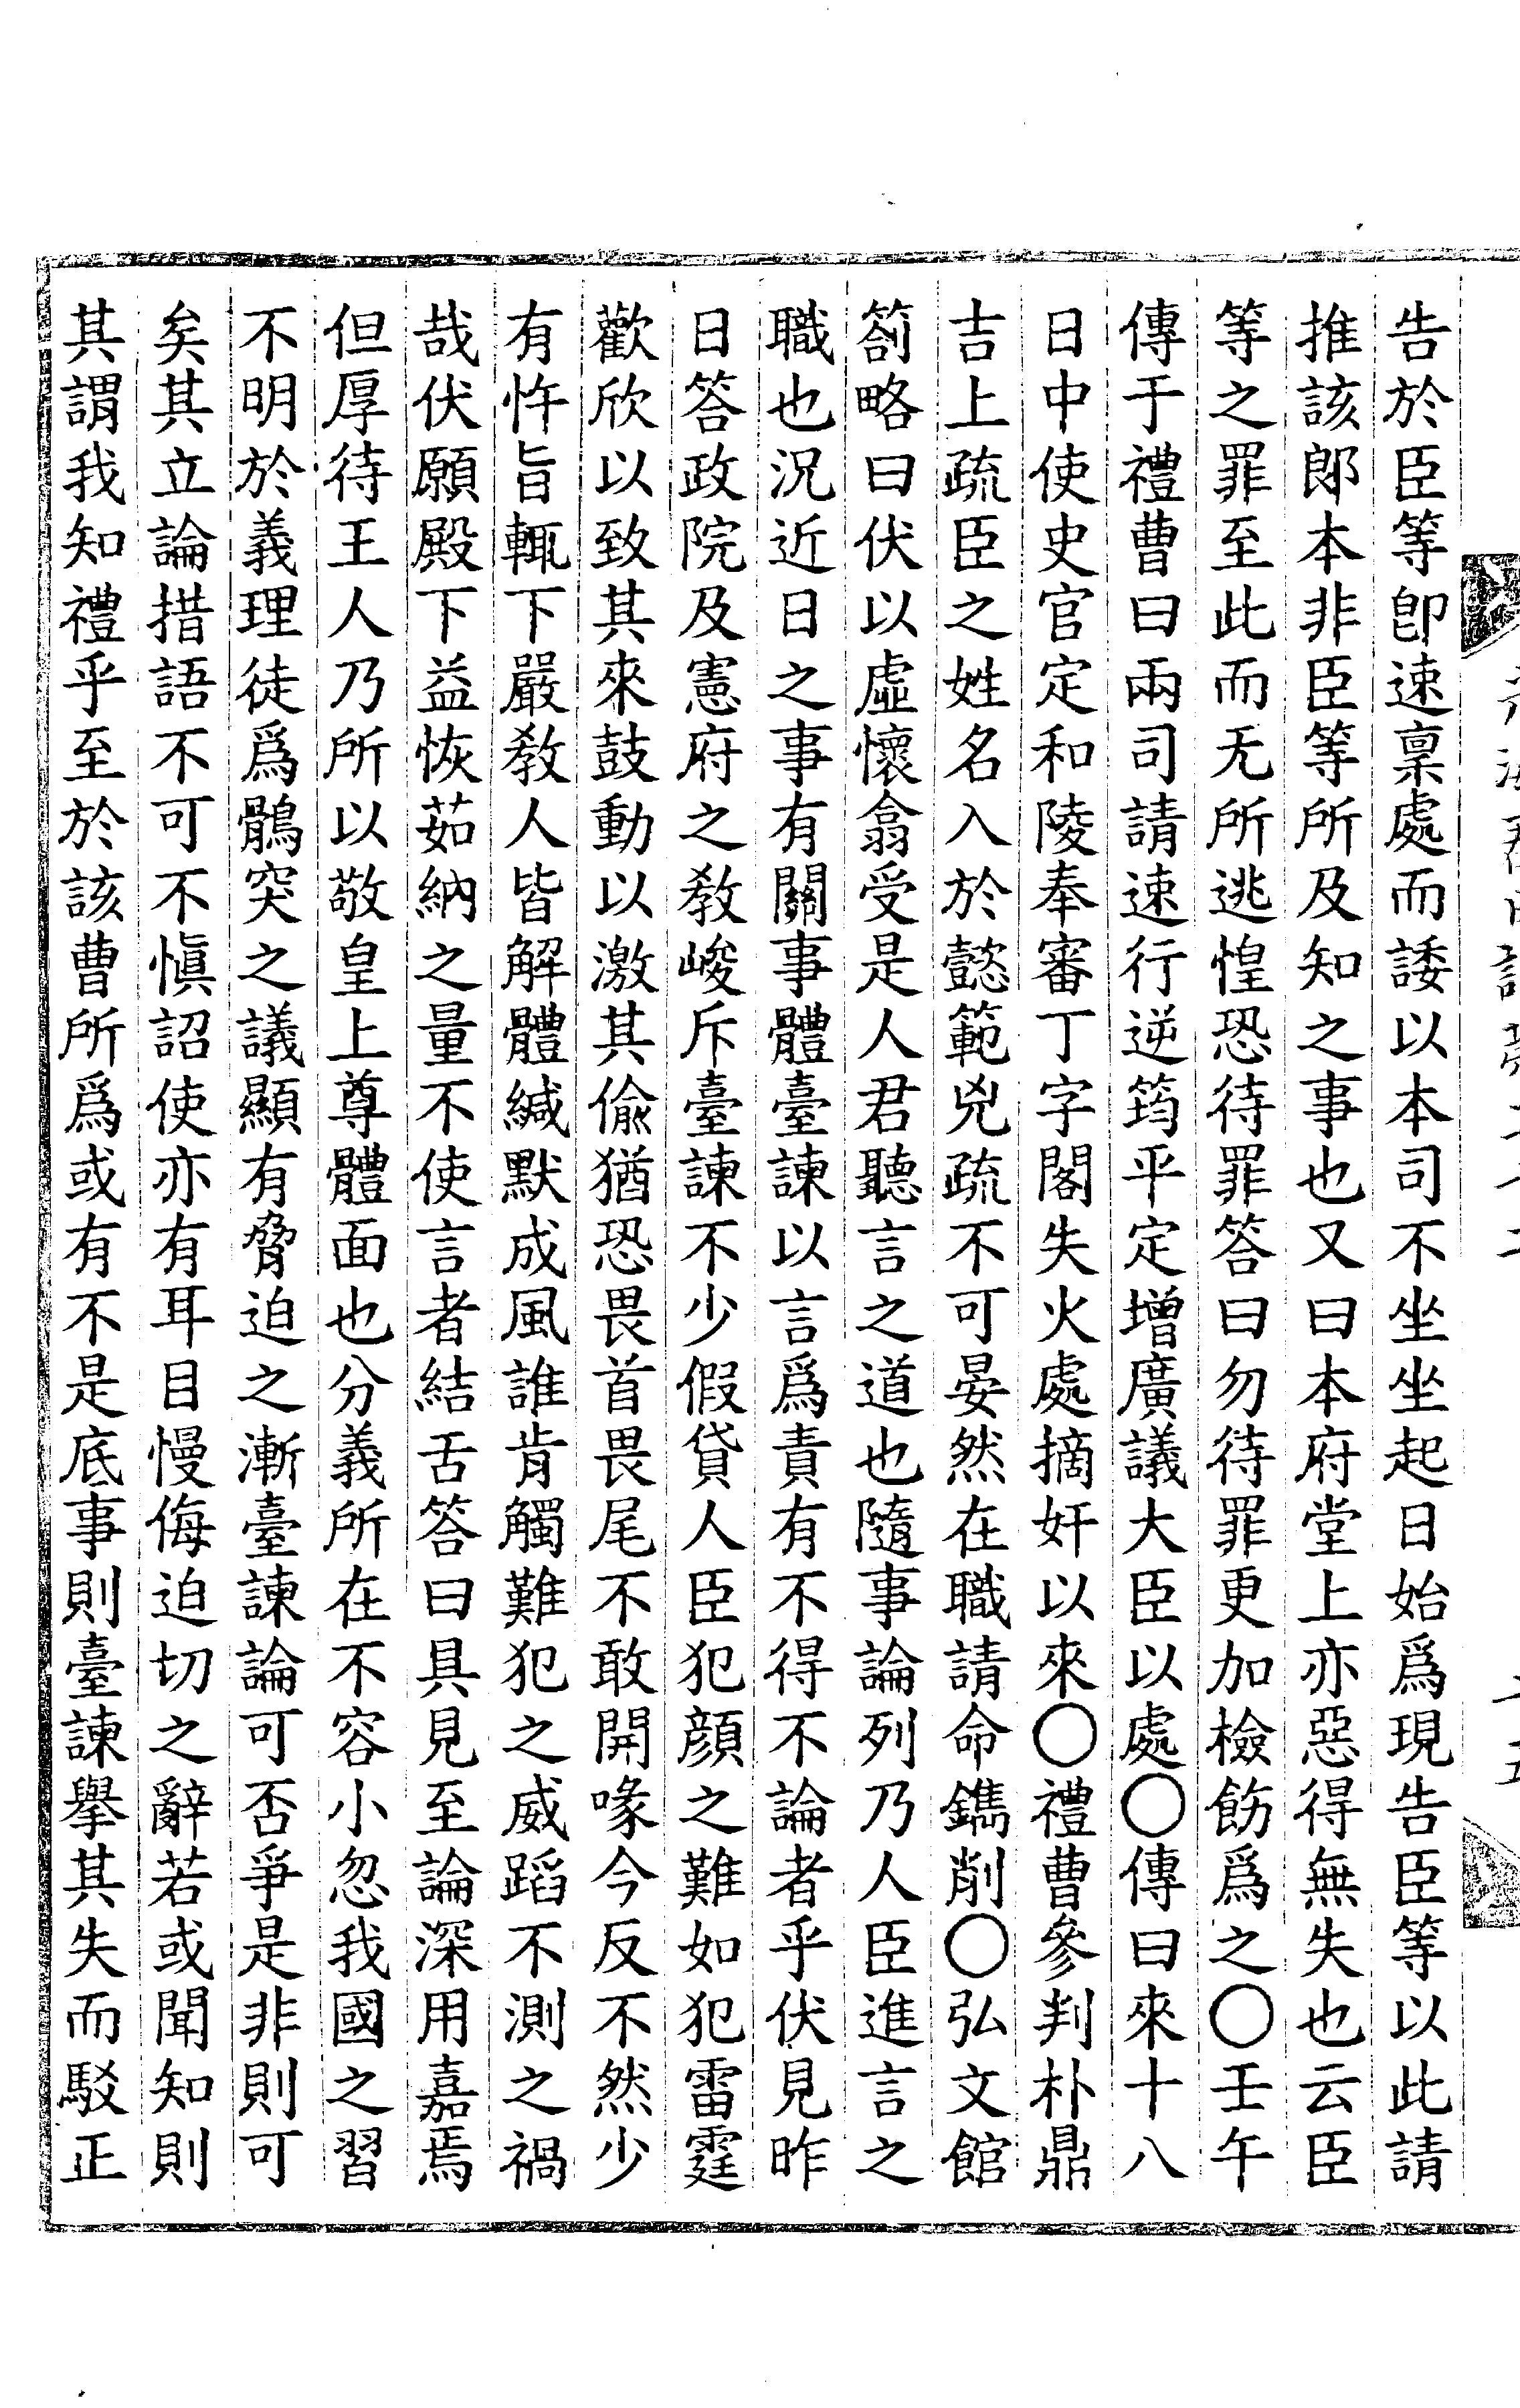 告於臣等卽速稟處而諉以本司不坐坐起日始爲現告臣等以此請
推該郞本非臣等所及知之事也又曰本府堂上亦惡得無失也云臣
等之罪至此而无所逃惶恐待罪答曰勿待罪更加檢飭爲之〇壬午
傳于禮曹曰兩司請速行逆筠平定增廣議大臣以處〇傳曰來十八
日中使史官定和陵奉審丁字閣失火處摘奸以來〇禮曹參判朴鼎
吉上疏臣之姓名入於懿範兇疏不可晏然在職請命鐫削〇弘文館
箚略曰伏以虛懷翕受是人君聽言之道也隨事論列乃人臣進言之
職也況近日之事有關事體臺諫以言爲責有不得不論者乎伏見昨
日答政院及憲府之敎峻斥臺諫不少假貸人臣犯顔之難如犯雷霆
歡欣以致其來鼓動以激其偸猶恐畏首畏尾不敢開喙今反不然少
有忤旨輒下嚴敎人皆解體緘默成風誰肯觸難犯之威蹈不測之禍
哉伏願殿下益恢茹納之量不使言者結舌答曰具見至論深用嘉焉
但厚待王人乃所以敬皇上尊體面也分義所在不容小忽我國之習
不明於義理徒爲鶻突之議顯有脅迫之漸臺諫論可否爭是非則可
矣其立論措語不可不愼詔使亦有耳目慢侮迫切之辭若或聞知則
其謂我知禮乎至於該曹所爲或有不是底事則臺諫擧其失而駁正